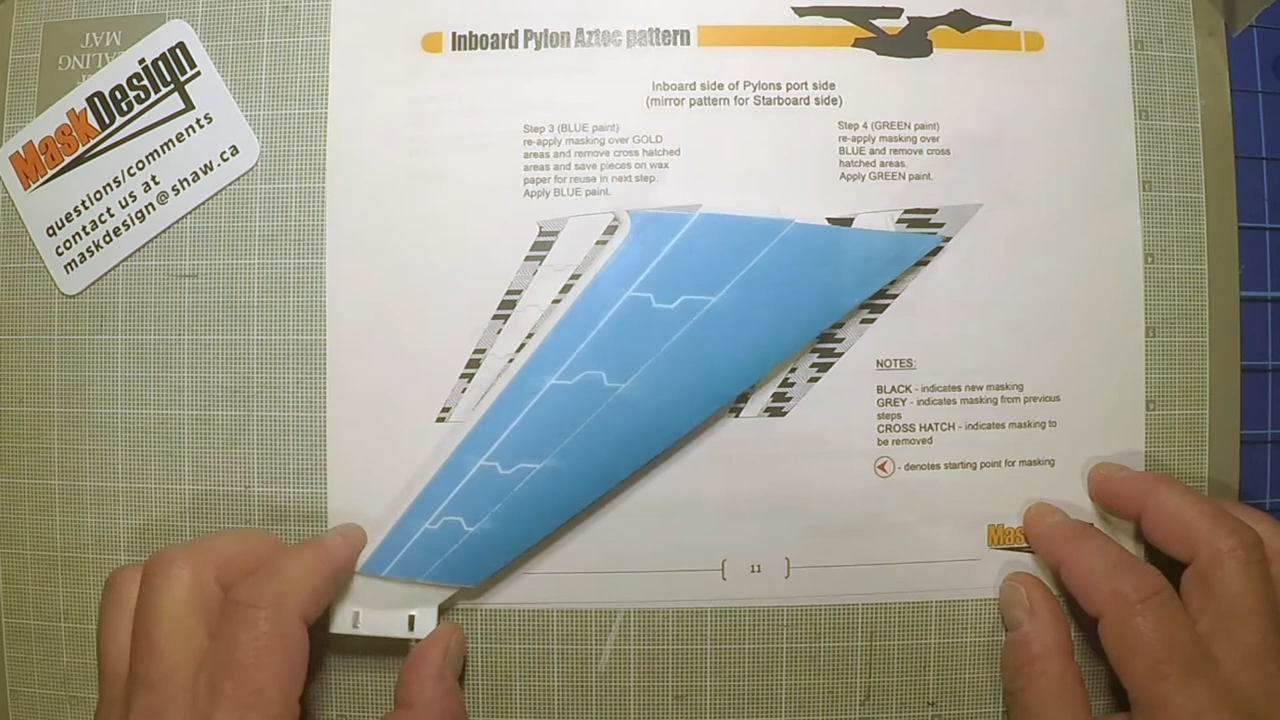 HEALING
MAT
MaskDesign
questions/comments
contact us at
maskdesign@shaw.ca
Inboard Pylon Aztec pattern
Inboard side of Pylons port side
(mirror pattern for Starboard side)
Step 3 (BLUE paint)
re-apply masking over GOLD
areas and remove cross hatched
areas and save pieces on wax
paper for reuse in next step.
Apply BLUE paint.
Step 4 (GREEN paint)
re-apply masking over
BLUE and remove cross
hatched areas.
Apply GREEN paint.
NOTES:
BLACK - indicates new masking
GREY - indicates masking from previous
steps
CROSS HATCH - indicates masking to
be removed
- denotes starting point for masking
Mas
11